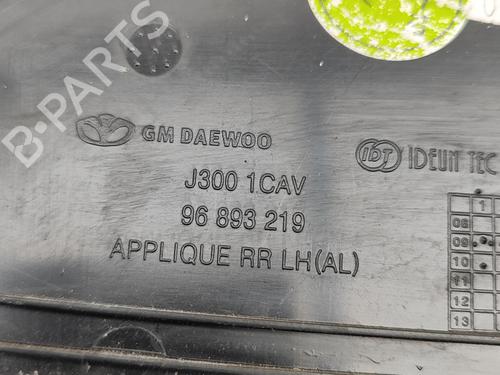 B-PARTS
GM DAEWOO
IDT IDEUN TEC
J300 1CAV
96 893 219
APPLIQUE RR LH(AL)
1
08
09
10
11
12
13